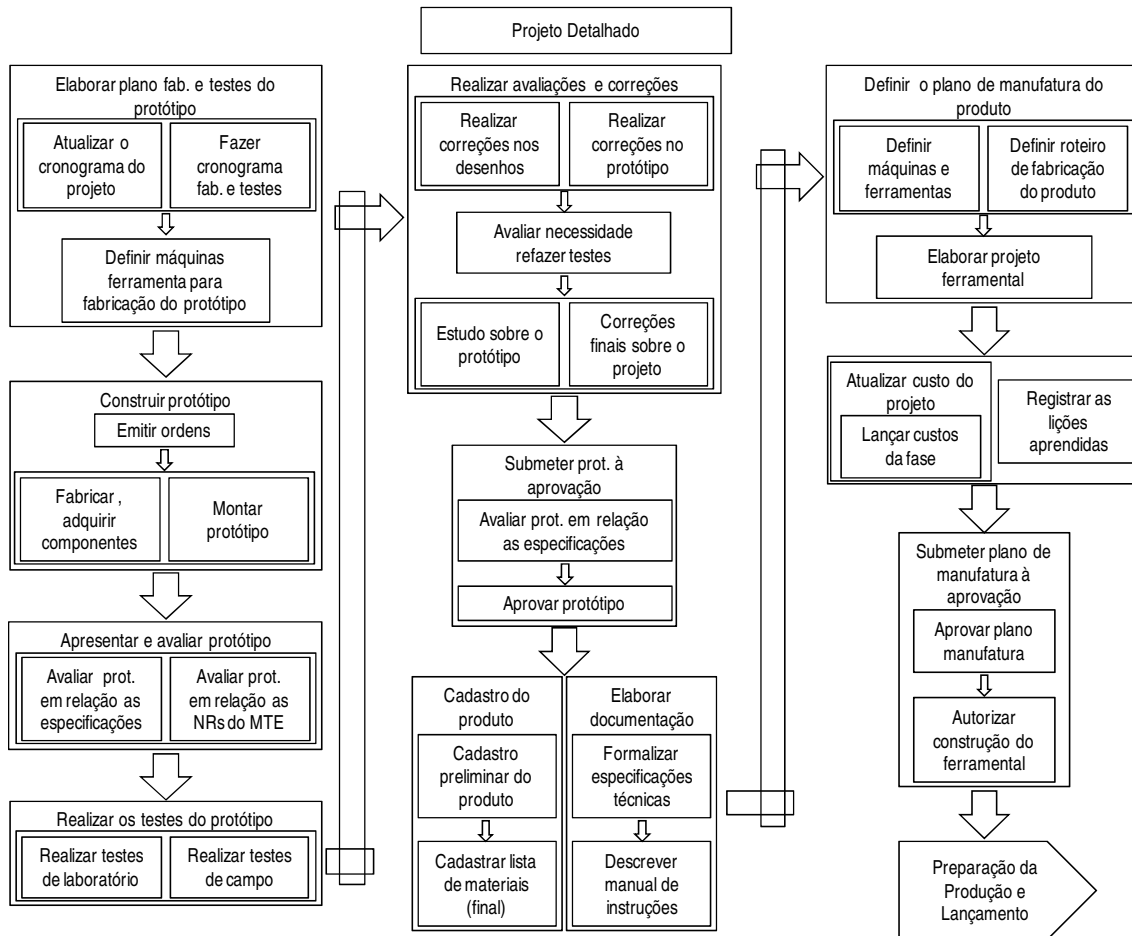 Projeto Detalhado
Elaborar plano fab. e testes do
protótipo
Atualizar o
cronograma do
projeto
Fazer
cronograma
fab. e testes
Definir máquinas
ferramenta para
fabricação do protótipo
Construir protótipo
Emitir ordens
Fabricar ,
adquirir
componentes
Montar
protótipo
Apresentar e avaliar protótipo
Avaliar prot.
em relação as
especificações
Avaliar prot.
em relação as
NRs do MTE
Realizar os testes do protótipo
Realizar testes
de laboratório
Realizar testes
de campo
Realizar avaliações e correções
Realizar
correções nos
desenhos
Realizar
correções no
protótipo
Avaliar necessidade
refazer testes
Estudo sobre o
protótipo
Correções
finais sobre o
projeto
Submeter prot. à
aprovação
Avaliar prot. em relação
as especificações
Aprovar protótipo
Cadastro do
produto
Cadastro
preliminar do
produto
Cadastrar lista
de materiais
(final)
Elaborar
documentação
Formalizar
especificações
técnicas
Descrever
manual de
instruções
Definir o plano de manufatura do
produto
Definir
máquinas e
ferramentas
Definir roteiro
de fabricação
do produto
Elaborar projeto
ferramental
Atualizar custo do
projeto
Lançar custos
da fase
Registrar as
lições
aprendidas
Submeter plano de
manufatura à
aprovação
Aprovar plano
manufatura
Autorizar
construção do
ferramental
Preparação da
Produção e
Lançamento